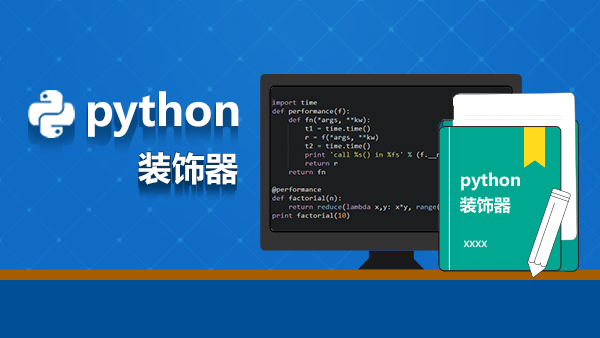 python
装饰器
import time
def performance(f):
def fn(*args, **kw):
t1 = time.time()
r = f(*args, **kw)
t2 = time.time()
print 'call %s() in %fs' % (f.__n
return r
return fn
@performance
def factorial(n):
return reduce(lambda x,y: x*y, range(
print factorial(10)
python
装饰器
xxxx